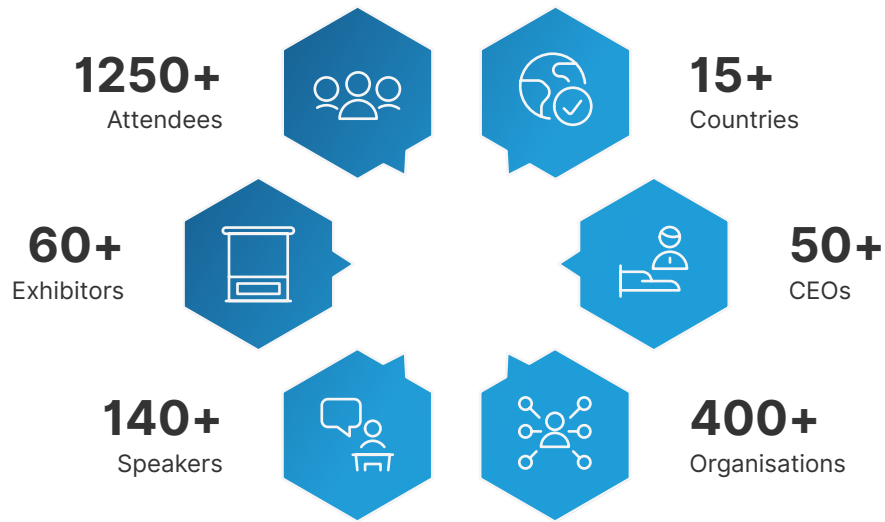 1250+
Attendees
15+
Countries
60+
Exhibitors
50+
CEOs
140+
Speakers
400+
Organisations